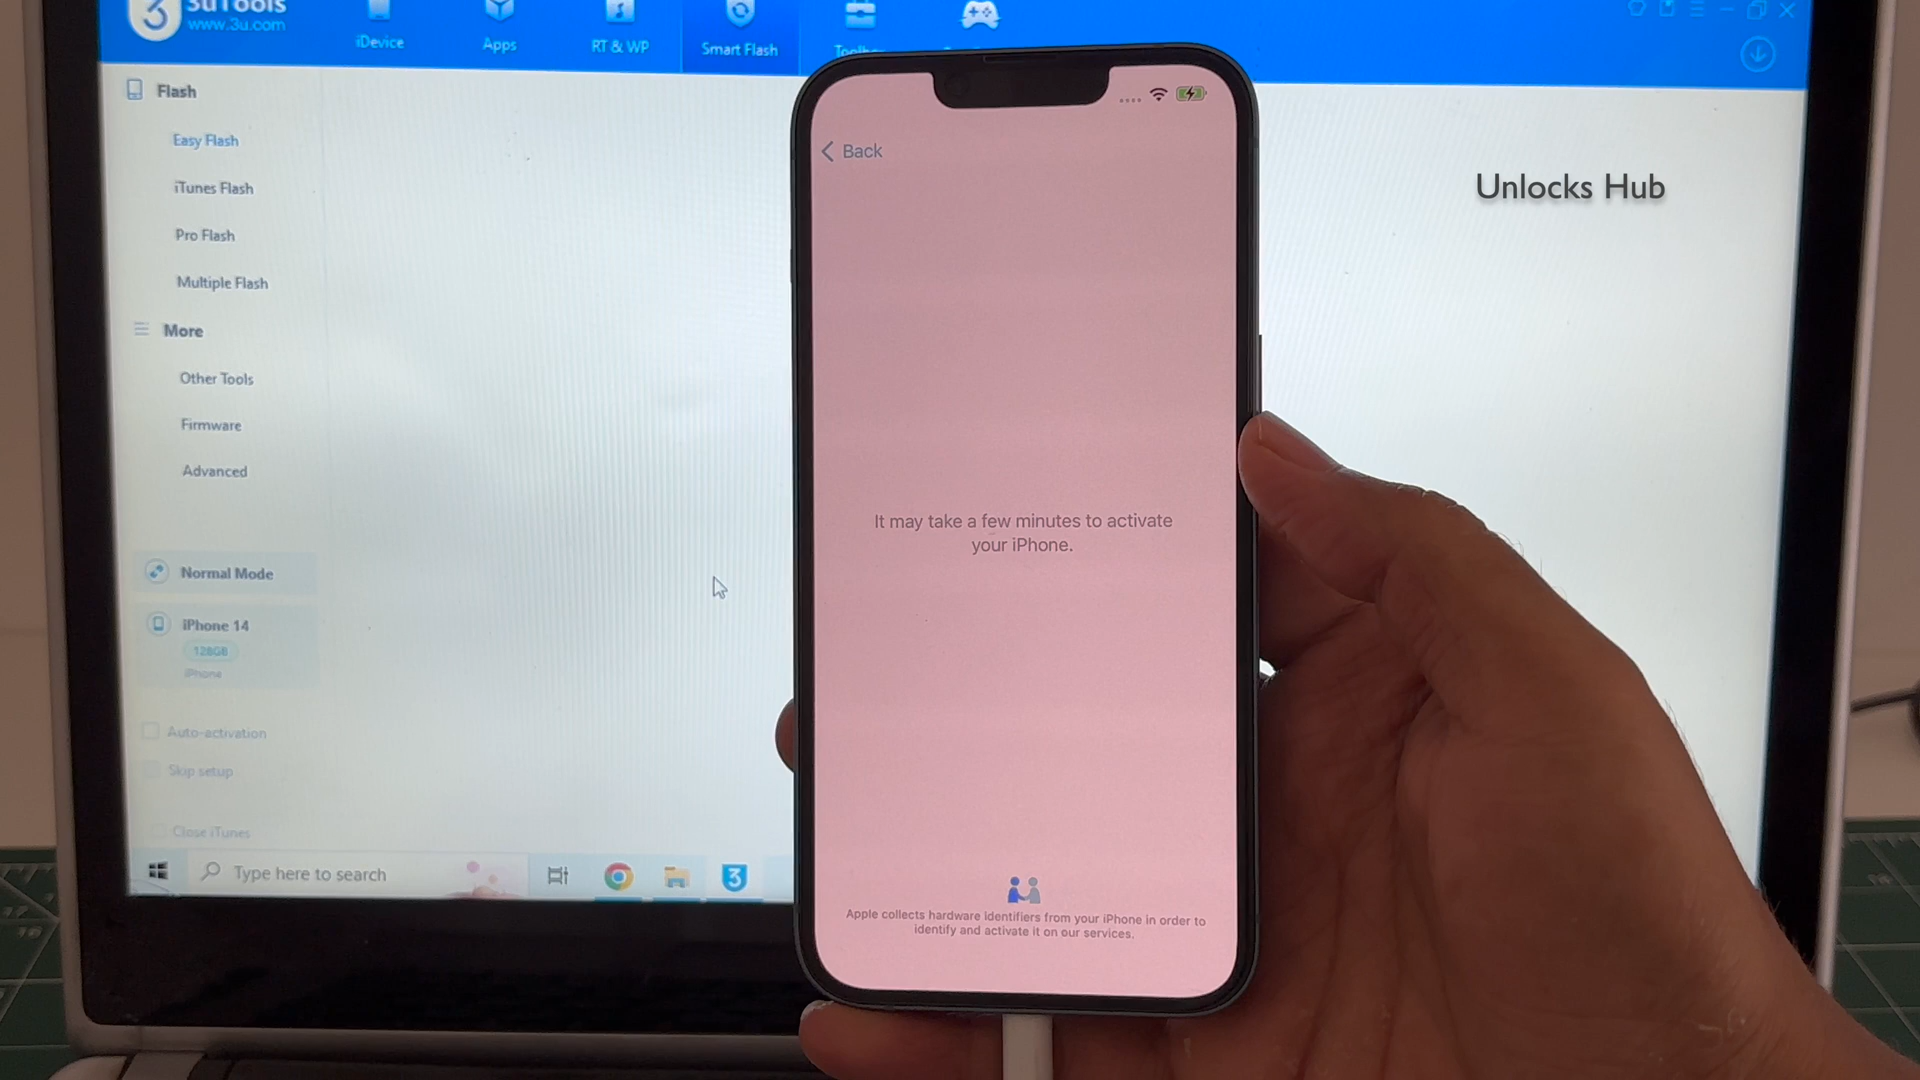 3uTools
www.3u.com
iDevice
Apps
RT & WP
Smart Flash
Flash
Easy Flash
iTunes Flash
Pro Flash
Multiple Flash
More
Other Tools
Firmware
Advanced
Normal Mode
iPhone 14
128GB
iPhone
Auto-activation
Skip setup
Close iTunes
Type here to search
3
Back
It may take a few minutes to activate
your iPhone.
Apple collects hardware identifiers from your iPhone in order to
identify and activate it on our services.
Unlocks Hub